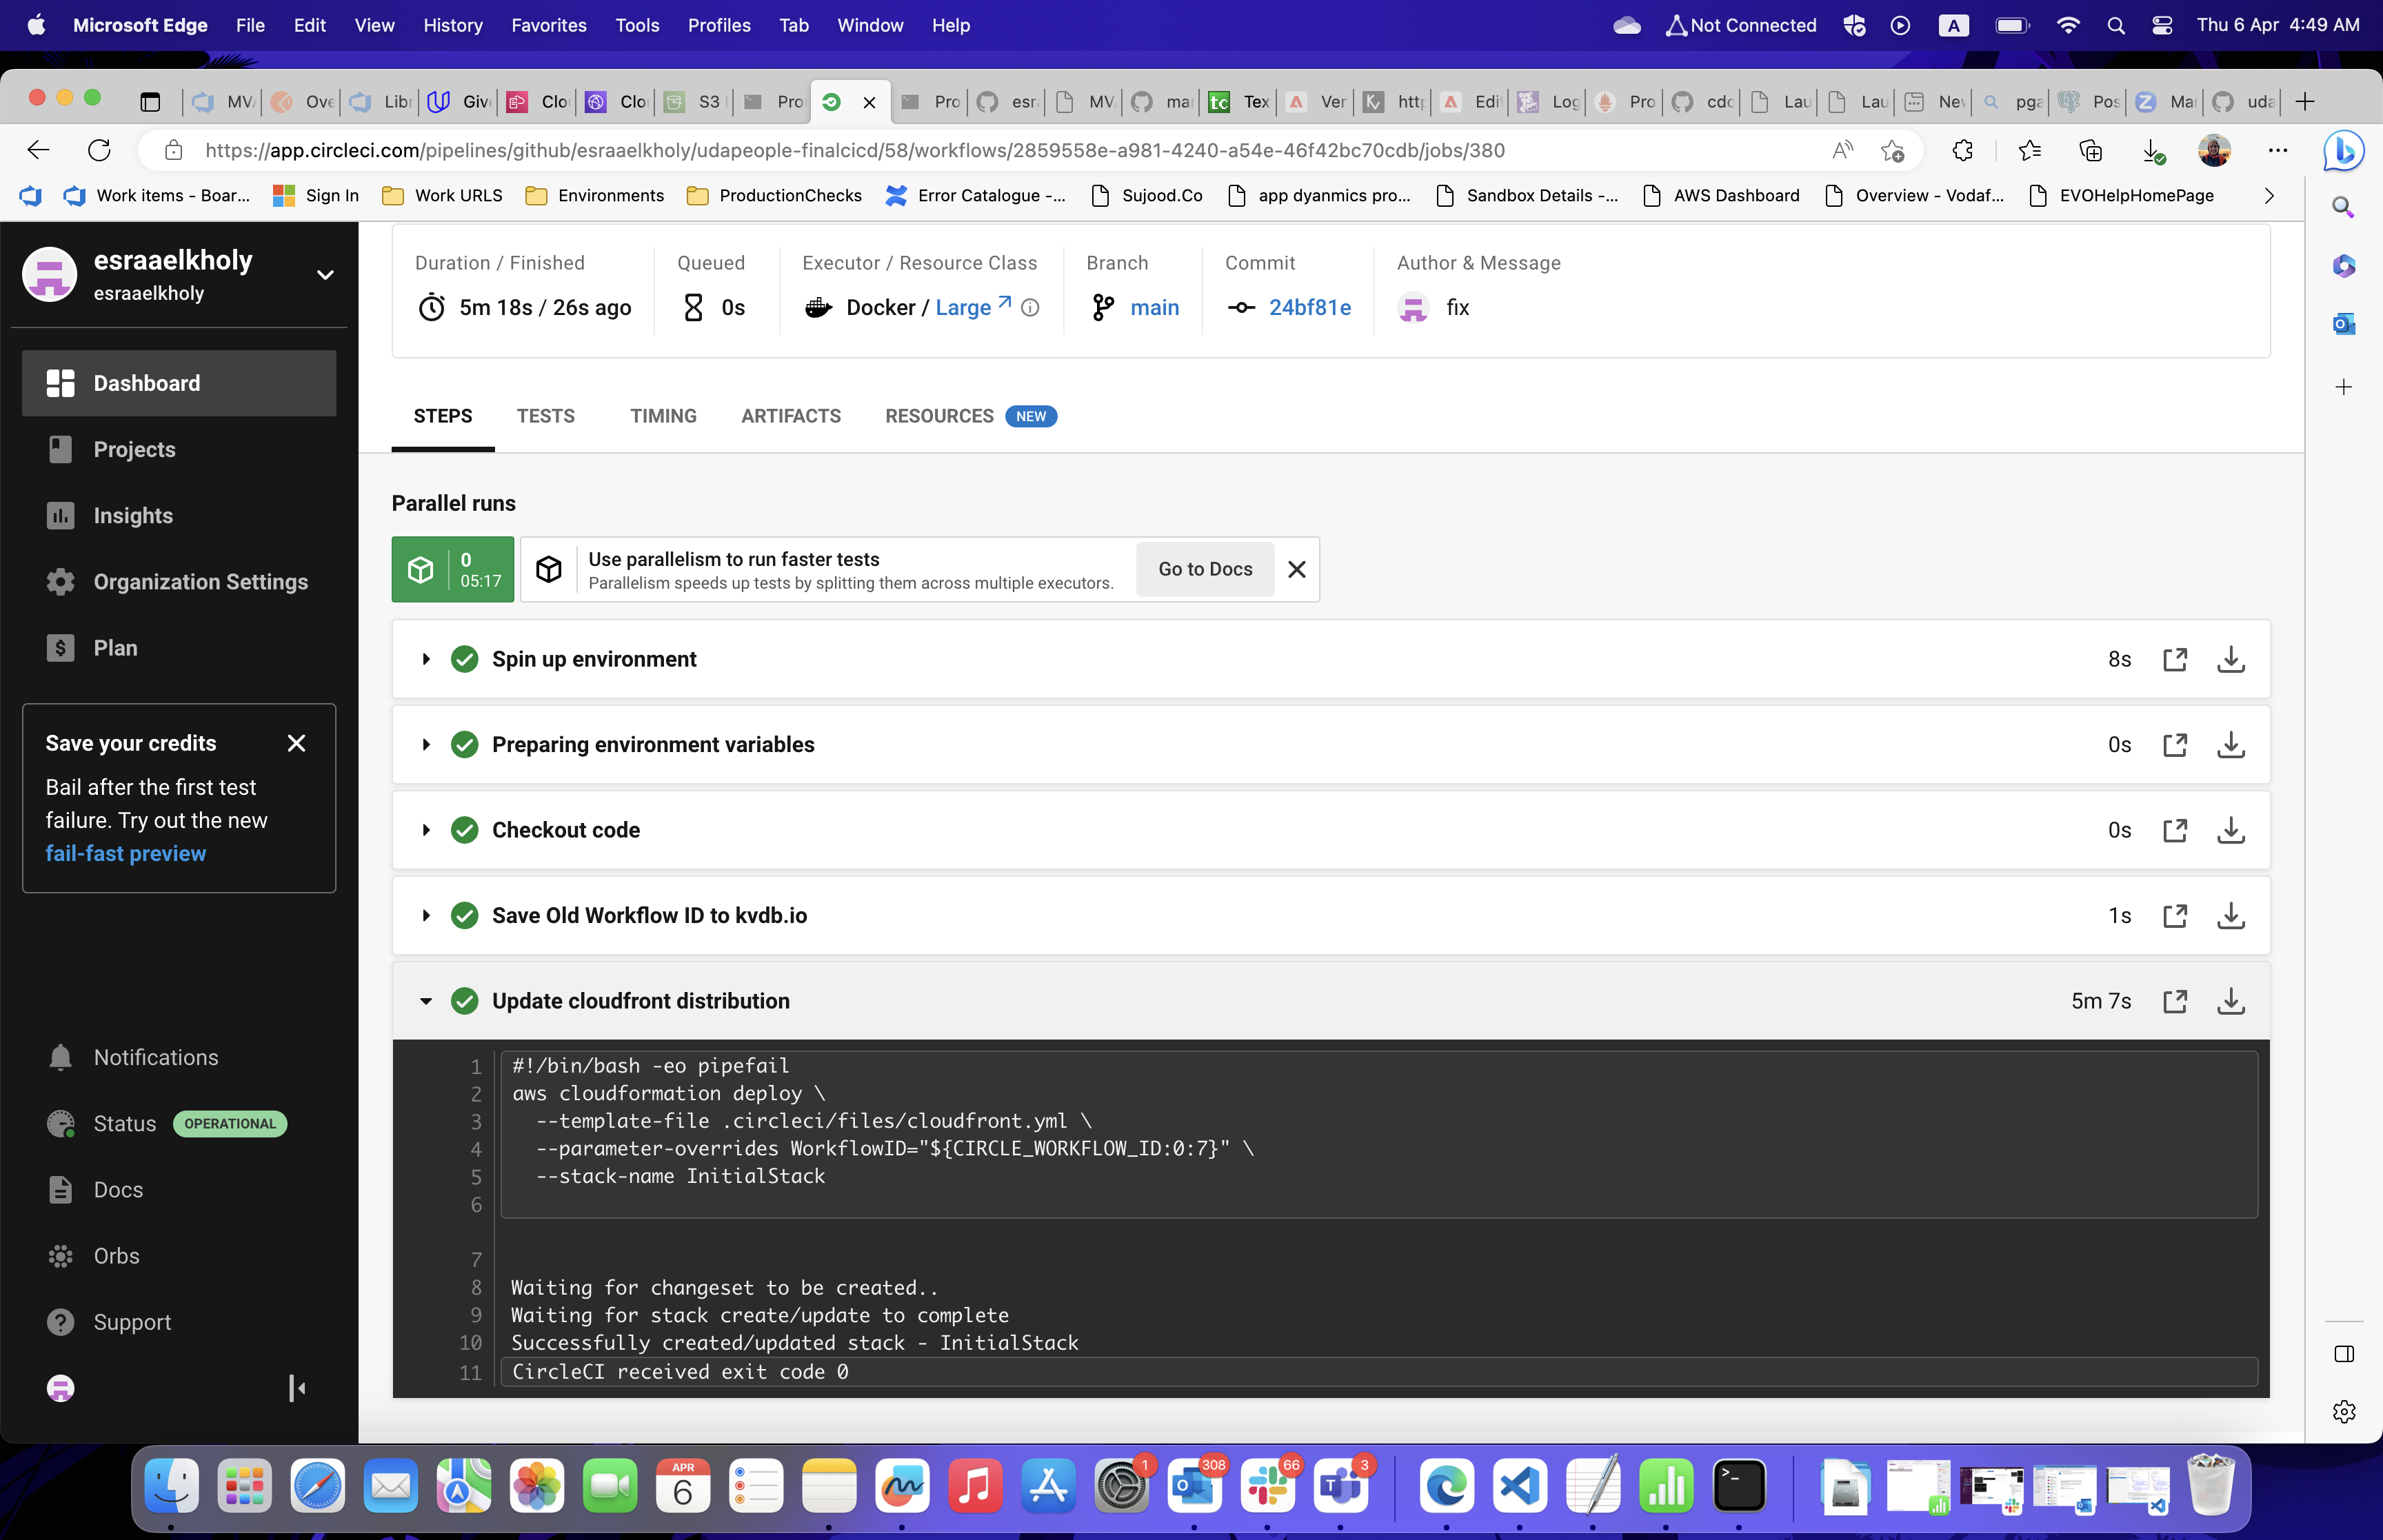 Microsoft Edge File Edit View History Favorites Tools Profiles Tab Window Help Not Connected A Thu 6 Apr 4:49 AM
MV Ove Libr Giv Clo Clo S3 Pro Pro esr MV mai tc Tex Ver http Edit Log Pro cdc Lau Lau Nev pga Pos Mar uda
https://app.circleci.com/pipelines/github/esraaelkholy/udapeople-finalcicd/58/workflows/2859558e-a981-4240-a54e-46f42bc70cdb/jobs/380
Work items - Boar... Sign In Work URLS Environments ProductionChecks Error Catalogue -... Sujood.Co app dyanmics pro... Sandbox Details -... AWS Dashboard Overview - Vodaf... EVOHelpHomePage
esraaelkholy
esraaelkholy
Dashboard
Projects
Insights
Organization Settings
Plan
Save your credits
Bail after the first test
failure. Try out the new
fail-fast preview
Notifications
Status OPERATIONAL
Docs
Orbs
Support
Duration / Finished Queued Executor / Resource Class Branch Commit Author & Message
5m 18s / 26s ago 0s Docker / Large main 24bf81e fix
STEPS TESTS TIMING ARTIFACTS RESOURCES NEW
Parallel runs
0
05:17
Use parallelism to run faster tests
Parallelism speeds up tests by splitting them across multiple executors.
Go to Docs
Spin up environment 8s
Preparing environment variables 0s
Checkout code 0s
Save Old Workflow ID to kvdb.io 1s
Update cloudfront distribution 5m 7s
1 #!/bin/bash -eo pipefail
2 aws cloudformation deploy \
3 --template-file .circleci/files/cloudfront.yml \
4 --parameter-overrides WorkflowID="${CIRCLE_WORKFLOW_ID:0:7}" \
5 --stack-name InitialStack
6
7
8 Waiting for changeset to be created..
9 Waiting for stack create/update to complete
10 Successfully created/updated stack - InitialStack
11 CircleCI received exit code 0
APR
6
1
308
66
3